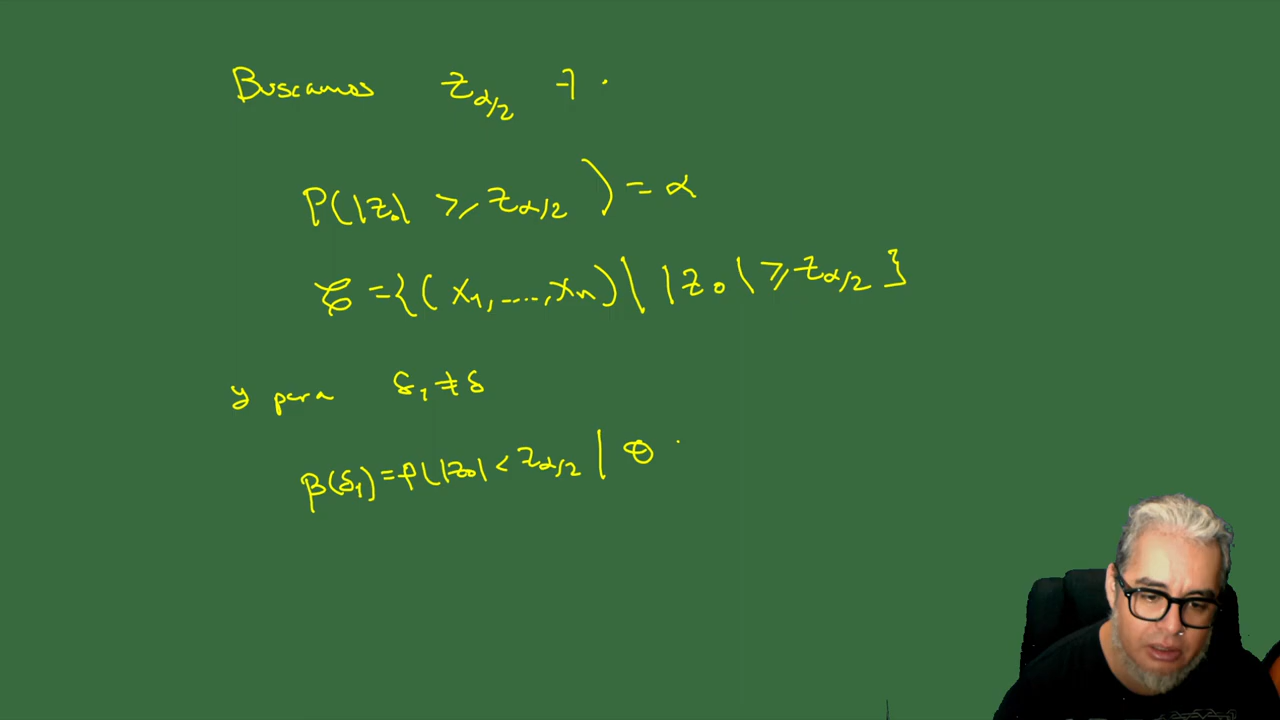 Buscamos z_{α/2} ∃ ·
P(|z₀| ≥ z_{α/2}) = α
𝒞 = {(x₁, ...., xₙ) | |z₀| ≥ z_{α/2}}
y para δ₁ ≠ δ
β(δ₁) = P(|z₀| < z_{α/2} | θ